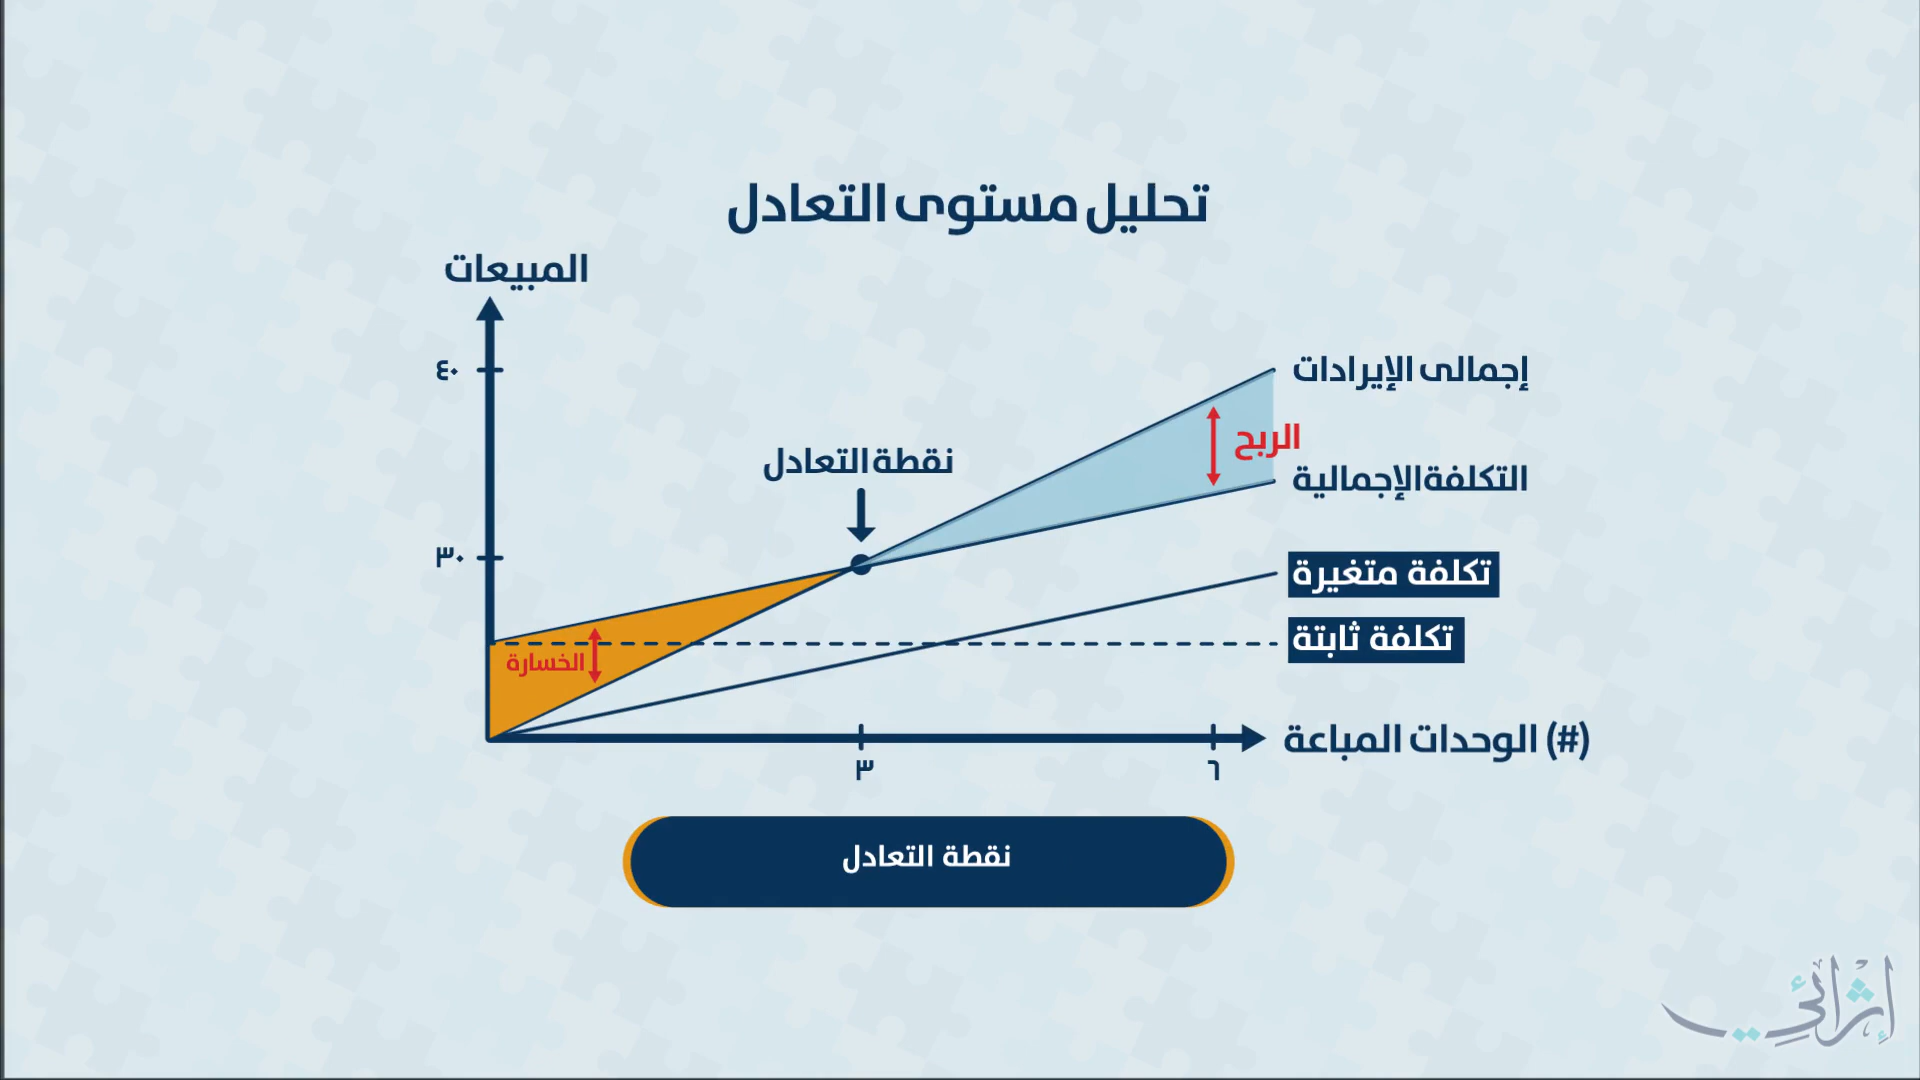 تحليل مستوى التعادل
المبيعات
٤٠
إجمالى الإيرادات
الربح
نقطة التعادل
التكلفة الإجمالية
٣٠
تكلفة متغيرة
تكلفة ثابتة
الخسارة
(#) الوحدات المباعة
٣
٦
نقطة التعادل
إثرائي